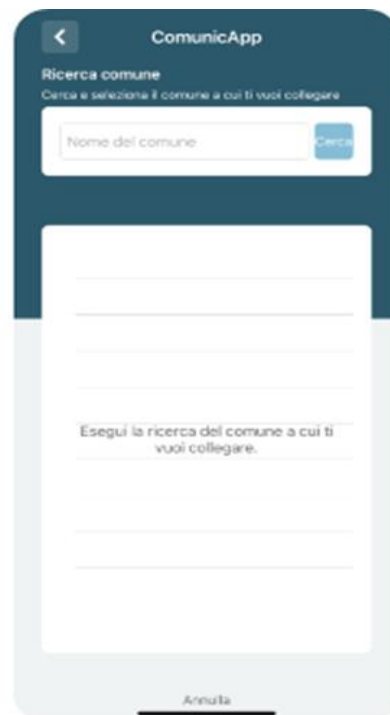 ComunicApp
Ricerca comune
Cerca e seleziona il comune a cui ti vuoi collegare
Nome del comune
Cerca
Esegui la ricerca del comune a cui ti
vuoi collegare.
Annulla